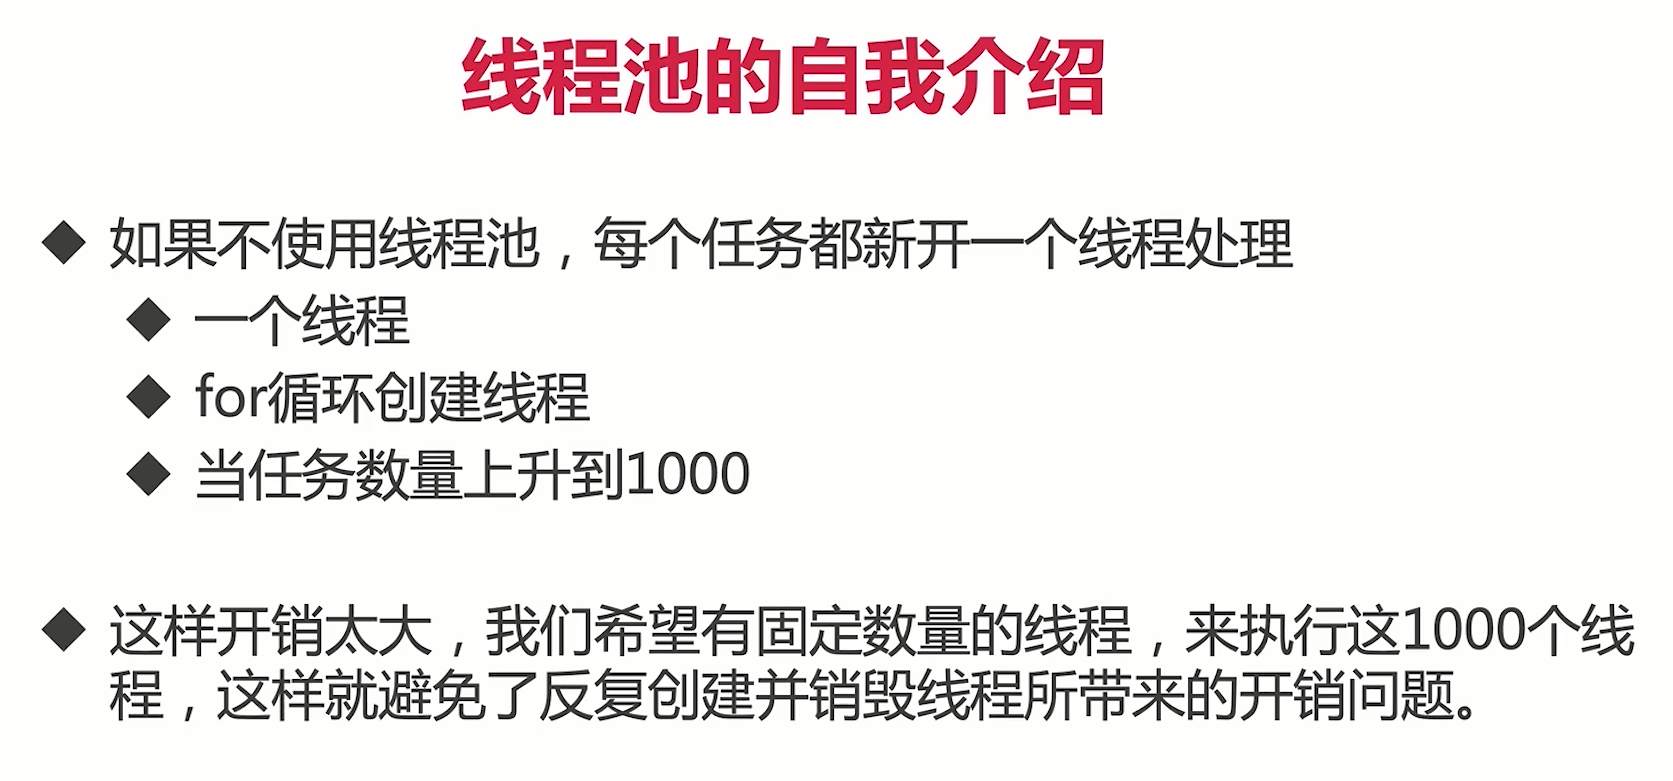 线程池的自我介绍
◆ 如果不使用线程池，每个任务都新开一个线程处理
◆ 一个线程
◆ for循环创建线程
◆ 当任务数量上升到1000
◆ 这样开销太大，我们希望有固定数量的线程，来执行这1000个线
程，这样就避免了反复创建并销毁线程所带来的开销问题。